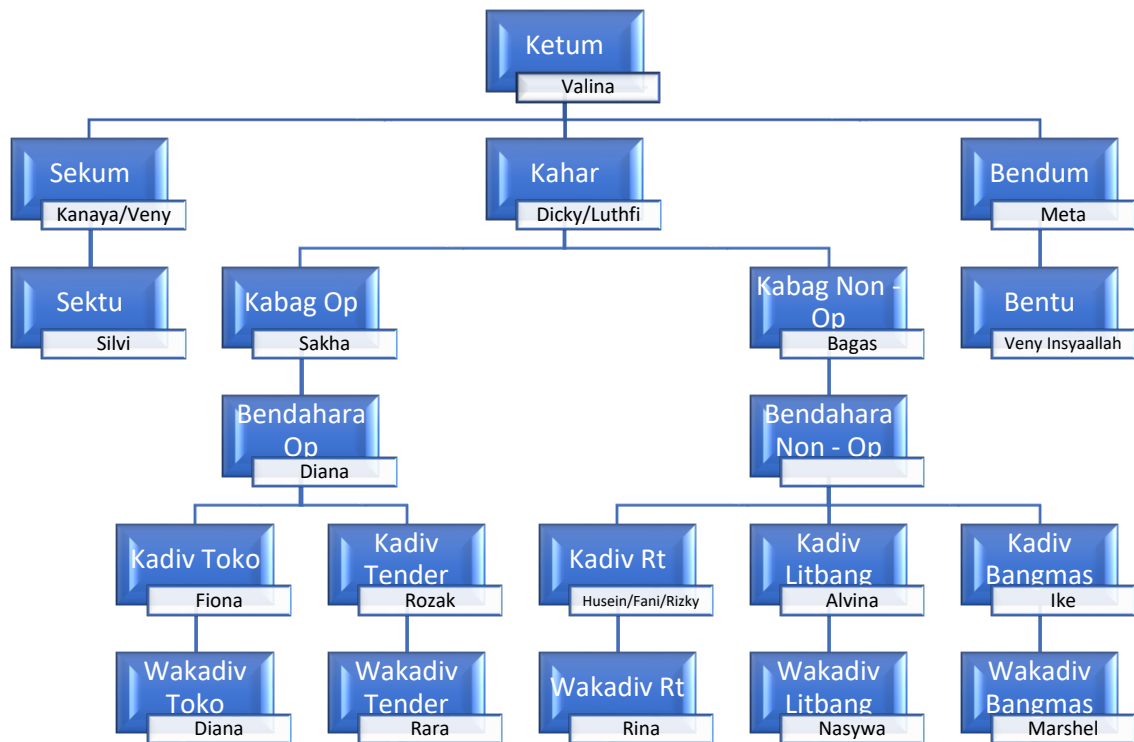 Ketum
Valina
Sekum
Kanaya/Veny
Kahar
Dicky/Luthfi
Bendum
Meta
Sektu
Silvi
Kabag Op
Sakha
Kabag Non -
Op
Bagas
Bentu
Veny Insyaallah
Bendahara
Op
Diana
Bendahara
Non - Op
Kadiv Toko
Fiona
Kadiv
Tender
Rozak
Kadiv Rt
Husein/Fani/Rizky
Kadiv
Litbang
Alvina
Kadiv
Bangmas
Ike
Wakadiv
Toko
Diana
Wakadiv
Tender
Rara
Wakadiv Rt
Rina
Wakadiv
Litbang
Nasywa
Wakadiv
Bangmas
Marshel